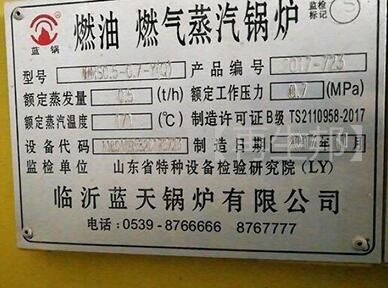 监检
标记
蓝锅
燃油 燃气蒸汽锅炉
型号 产品编号
额定蒸发量 0.5 (t/h) 额定工作压力 0.7 (MPa)
额定蒸汽温度 171 (℃) 制造许可证B级 TS2110958-2017
设备代码 制造日期 年 月
监检单位 山东省特种设备检验研究院(LY)
临沂蓝天锅炉有限公司
电话:0539-8766666 8767777